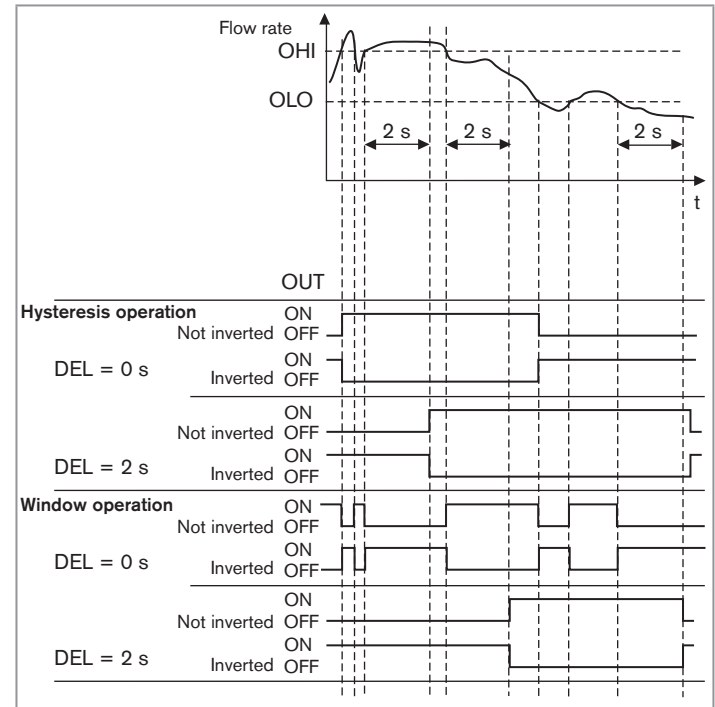 Flow rate
OHI
OLO
2 s
2 s
2 s
t
OUT
Hysteresis operation
ON
Not inverted OFF
DEL = 0 s
ON
Inverted OFF
ON
Not inverted OFF
DEL = 2 s
ON
Inverted OFF
Window operation
ON
Not inverted OFF
DEL = 0 s
ON
Inverted OFF
ON
Not inverted OFF
DEL = 2 s
ON
Inverted OFF